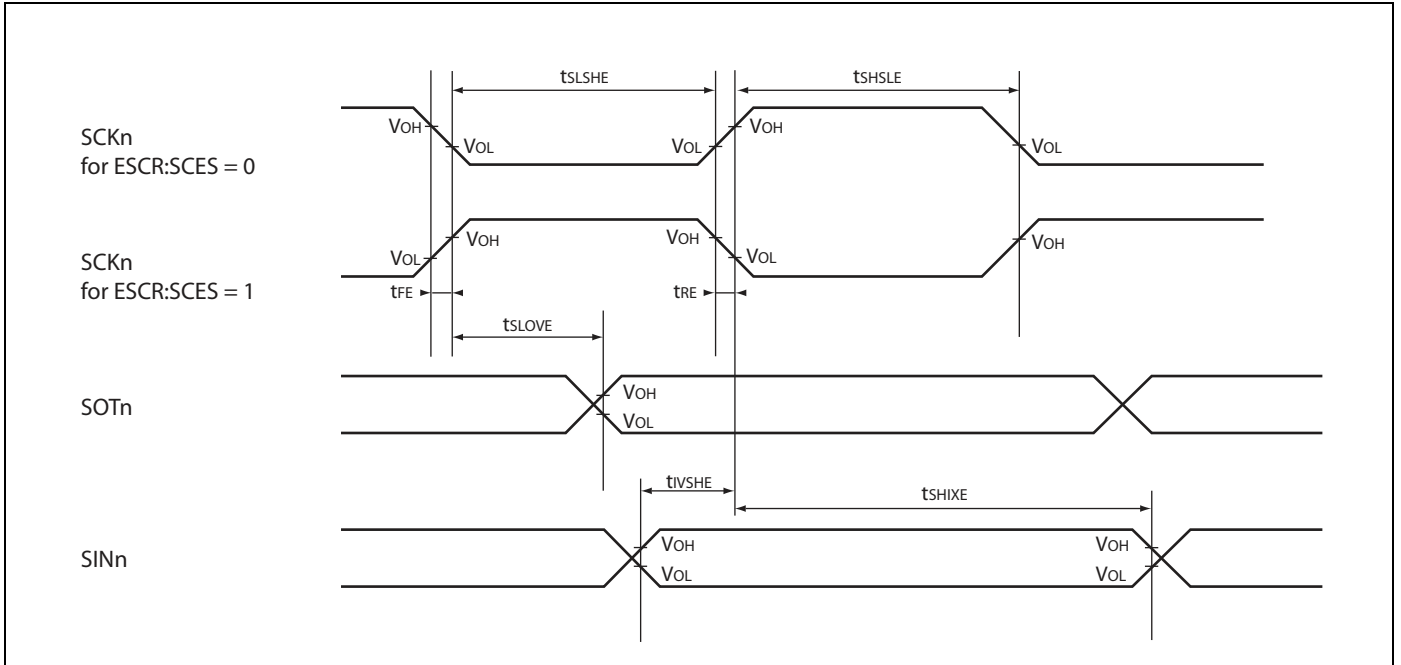 tSLSHE tSHSLE
SCKn
for ESCR:SCES = 0
VOH VOL VOL VOH VOL
SCKn
for ESCR:SCES = 1
VOL VOH VOH VOL VOH
tFE tRE
tSLOVE
SOTn
VOH
VOL
tIVSHE tSHIXE
SINn
VOH VOH
VOL VOL